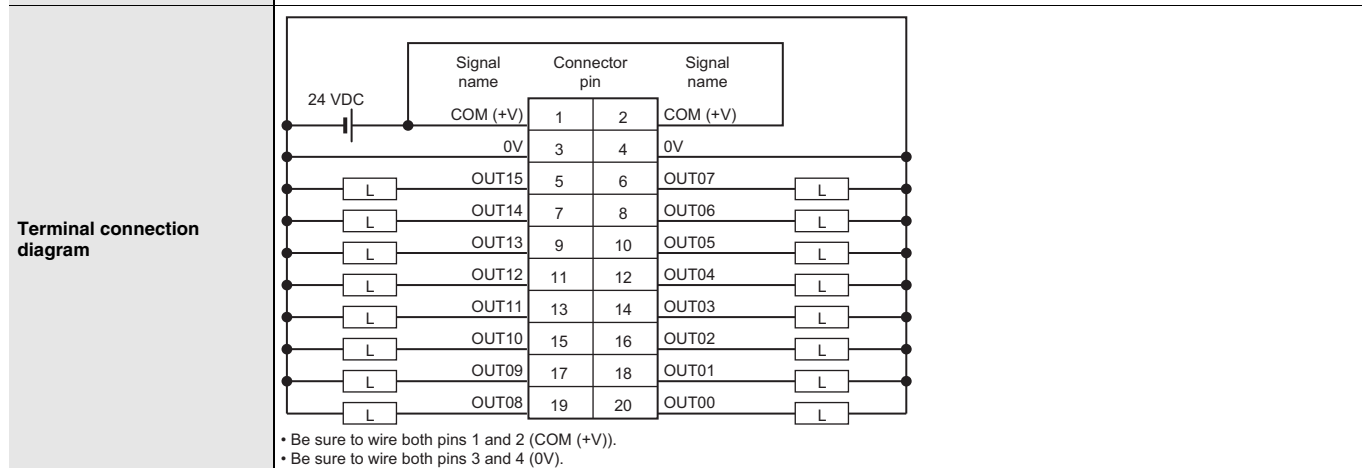 Terminal connection
diagram
Signal name Connector pin Signal name
24 VDC
COM (+V) 1 2 COM (+V)
0V 3 4 0V
L OUT15 5 6 OUT07 L
L OUT14 7 8 OUT06 L
L OUT13 9 10 OUT05 L
L OUT12 11 12 OUT04 L
L OUT11 13 14 OUT03 L
L OUT10 15 16 OUT02 L
L OUT09 17 18 OUT01 L
L OUT08 19 20 OUT00 L
• Be sure to wire both pins 1 and 2 (COM (+V)).
• Be sure to wire both pins 3 and 4 (0V).